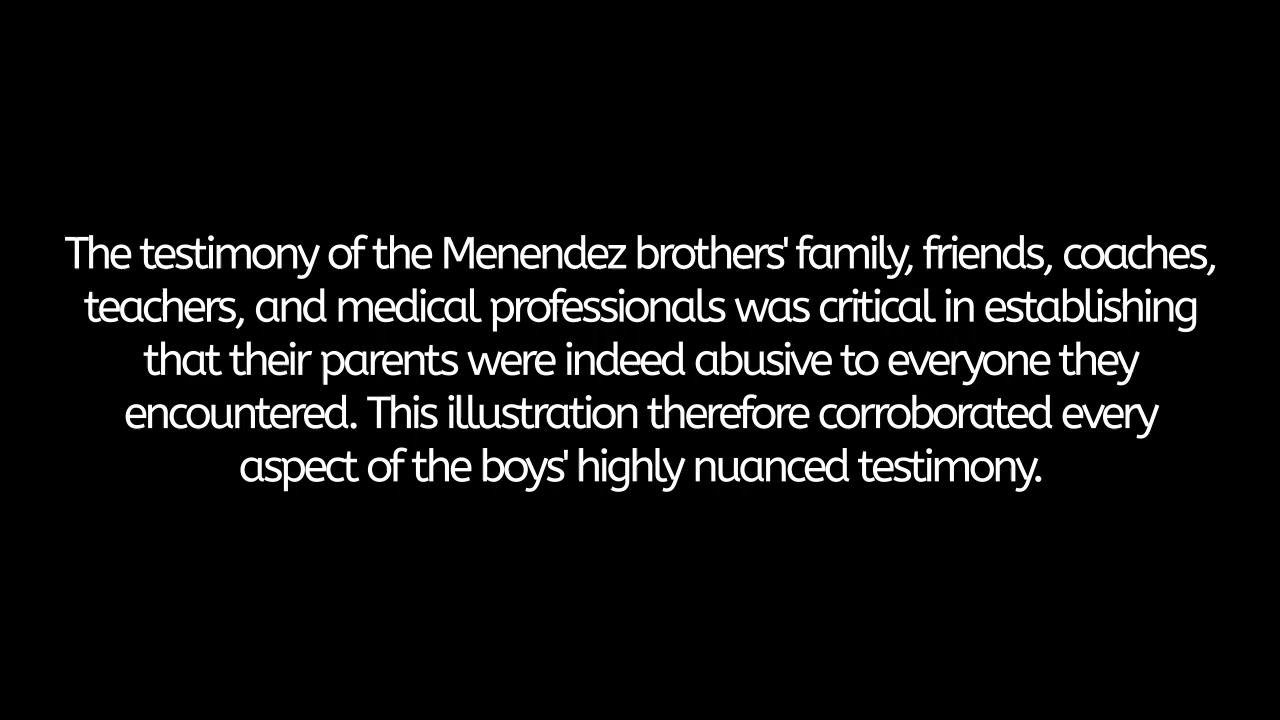 The testimony of the Menendez brothers' family, friends, coaches,
teachers, and medical professionals was critical in establishing
that their parents were indeed abusive to everyone they
encountered. This illustration therefore corroborated every
aspect of the boys' highly nuanced testimony.